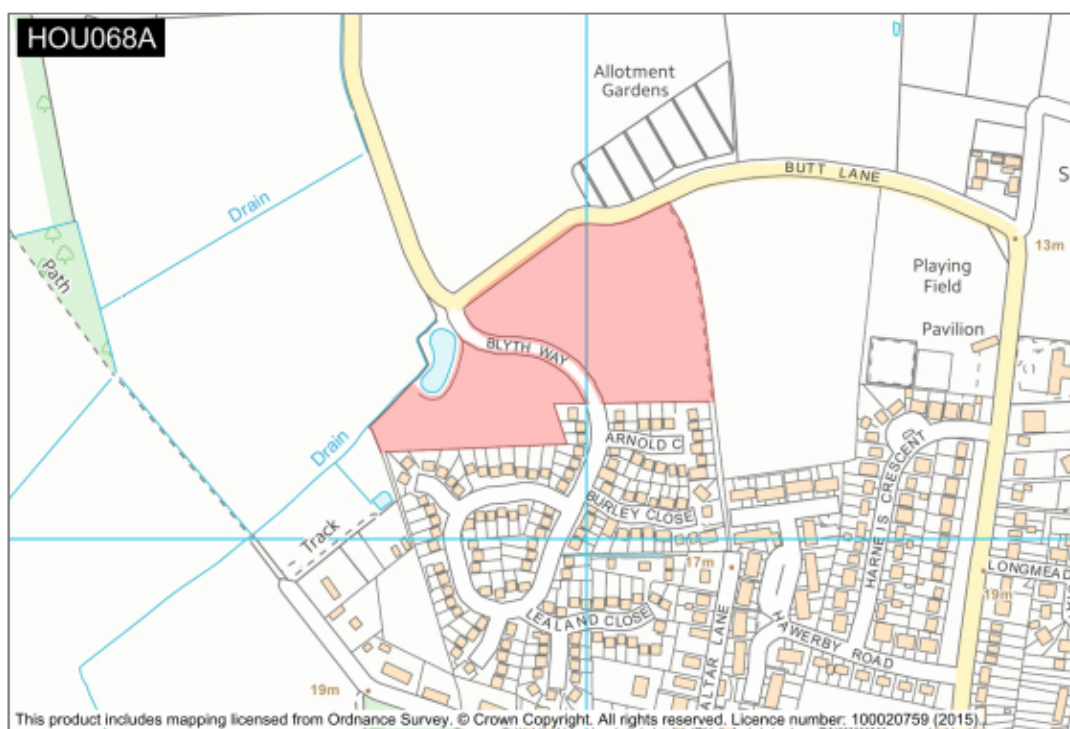 HOU068A
Allotment
Gardens
BUTT LANE
S
Drain
13m
Path
Playing
Field
Pavilion
BLYTH WAY
Drain
ARNOLD C
HARNES CRESCENT
BURLEY CLOSE
Track
17m
LONGMEAD
19m
LEALAND CLOSE
ALTAR LANE
HAWERBY ROAD
19m
This product includes mapping licensed from Ordnance Survey. © Crown Copyright. All rights reserved. Licence number: 100020759 (2015).